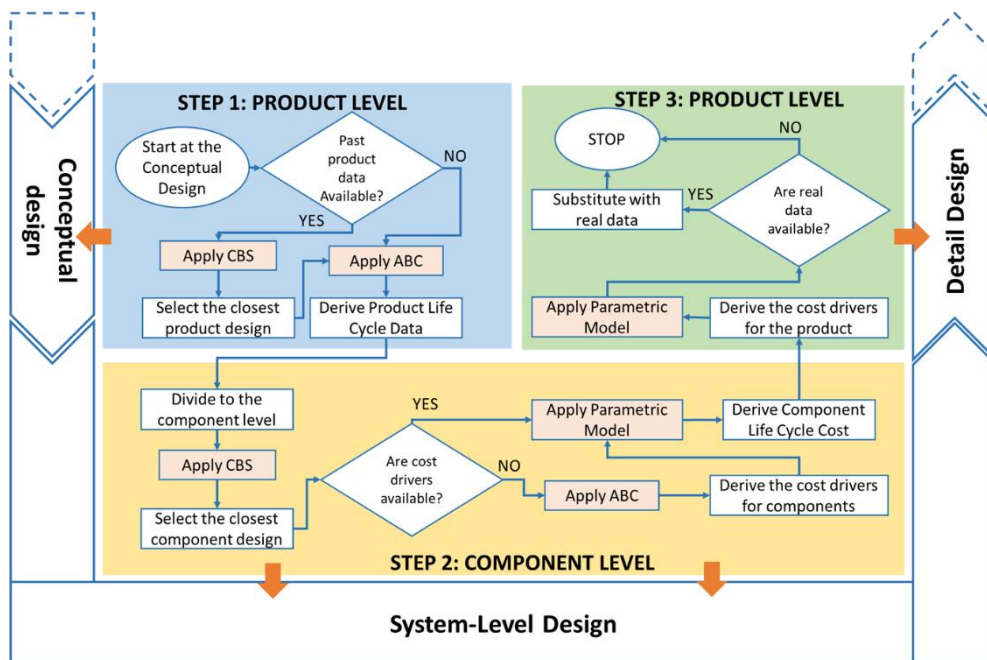 STEP 1: PRODUCT LEVEL
Start at the
Conceptual
Design
Past
product
data
Available?
NO
YES
Apply CBS
Apply ABC
Select the closest
product design
Derive Product Life
Cycle Data
STEP 3: PRODUCT LEVEL
STOP
NO
YES
Substitute with
real data
Are real
data
available?
Apply Parametric
Model
Derive the cost drivers
for the product
Divide to the
component level
Apply CBS
Select the closest
component design
Are cost
drivers
available?
YES
NO
Apply Parametric
Model
Derive Component
Life Cycle Cost
Apply ABC
Derive the cost drivers
for components
STEP 2: COMPONENT LEVEL
Conceptual
design
System-Level Design
Detail Design